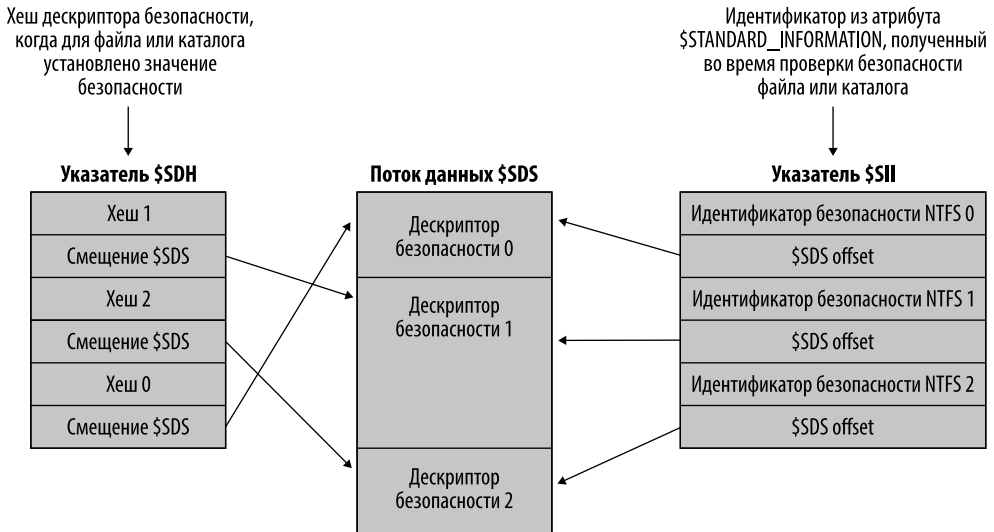 Хеш дескриптора безопасности,
когда для файла или каталога
установлено значение
безопасности
Идентификатор из атрибута
$STANDARD_INFORMATION, полученный
во время проверки безопасности
файла или каталога
Указатель $SDH
Хеш 1
Смещение $SDS
Хеш 2
Смещение $SDS
Хеш 0
Смещение $SDS
Поток данных $SDS
Дескриптор
безопасности 0
Дескриптор
безопасности 1
Дескриптор
безопасности 2
Указатель $SII
Идентификатор безопасности NTFS 0
$SDS offset
Идентификатор безопасности NTFS 1
$SDS offset
Идентификатор безопасности NTFS 2
$SDS offset